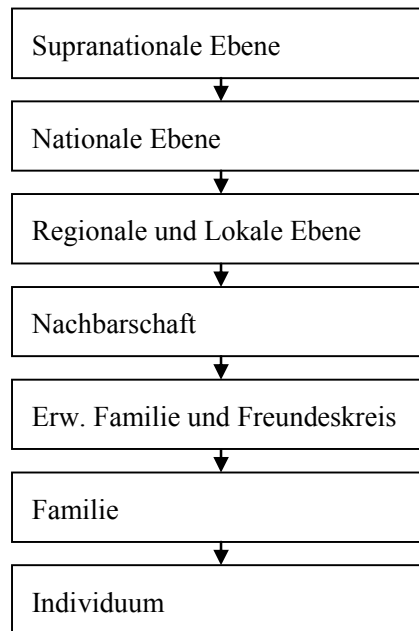 Supranationale Ebene
Nationale Ebene
Regionale und Lokale Ebene
Nachbarschaft
Erw. Familie und Freundeskreis
Familie
Individuum